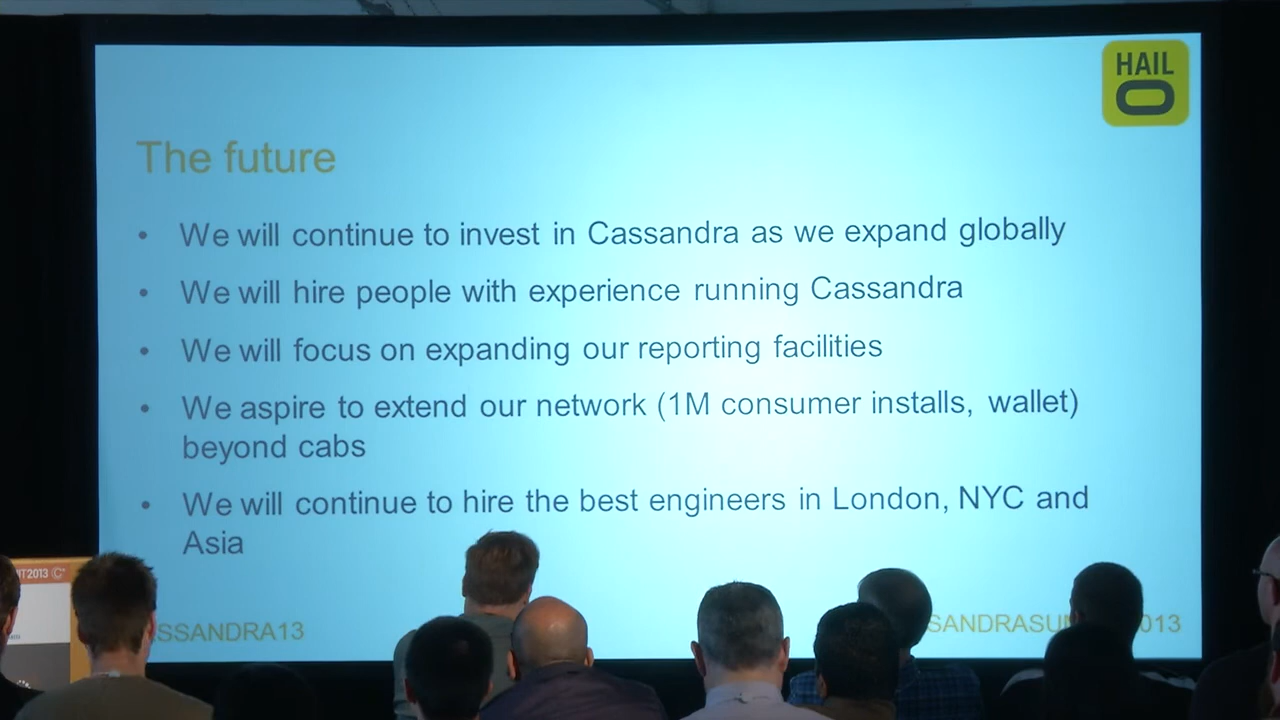 HAIL
O
The future
• We will continue to invest in Cassandra as we expand globally
• We will hire people with experience running Cassandra
• We will focus on expanding our reporting facilities
• We aspire to extend our network (1M consumer installs, wallet)
beyond cabs
• We will continue to hire the best engineers in London, NYC and
Asia
IT2013
SSANDRA13
SANDRASU 013